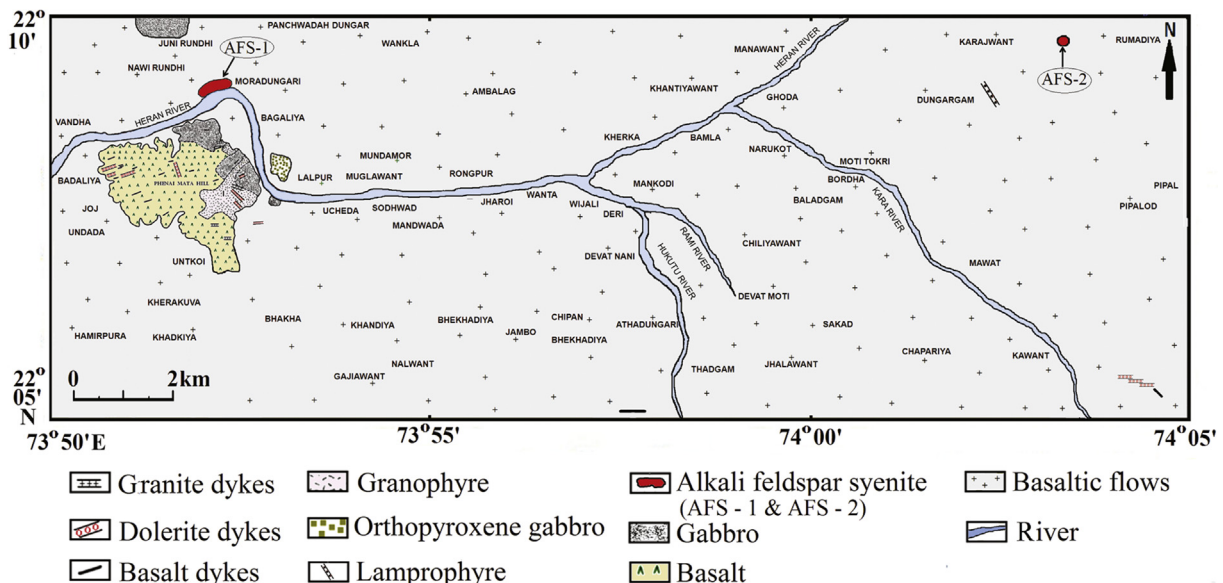 22°
10'
PANCHWADAH DUNGAR
JUNI RUNDHI
AFS-1
WANKLA
MANAWANT
HERAN RIVER
KARAJWANT
RUMADIYA
N
NAWI RUNDHI
MORADUNGARI
AFS-2
KHANTIYAWANT
AMBALAG
GHODA
DUNGARGAM
HERAN RIVER
VANDHA
BAGALIYA
KHERKA
BAMLA
NARUKOT
MUNDAMOR
MOTI TOKRI
BADALIYA
PHENAI MATA HILL
LALPUR
MUGLAWANT
RONGPUR
BORDHA
MANKODI
PIPAL
JOJ
UCHEDA
SODHWAD
JHAROI
WANTA
WIJALI
BALADGAM
KARA RIVER
PIPALOD
UNDADA
MANDWADA
DERI
RAMI RIVER
CHILIYAWANT
UNTKOI
DEVAT NANI
HUKUTU RIVER
MAWAT
KHERAKUVA
DEVAT MOTI
HAMIRPURA
KHADKIYA
BHAKHA
KHANDIYA
BHEKHADIYA
JAMBO
CHIPAN
BHEKHADIYA
ATHADUNGARI
SAKAD
CHAPARIYA
KAWANT
NALWANT
GAJIAWANT
THADGAM
JHALAWANT
0 2km
22°
05'
N
73°50'E 73°55' 74°00' 74°05'
Granite dykes Granophyre Alkali feldspar syenite Basaltic flows
(AFS - 1 & AFS - 2)
Dolerite dykes Orthopyroxene gabbro Gabbro River
Basalt dykes Lamprophyre Basalt